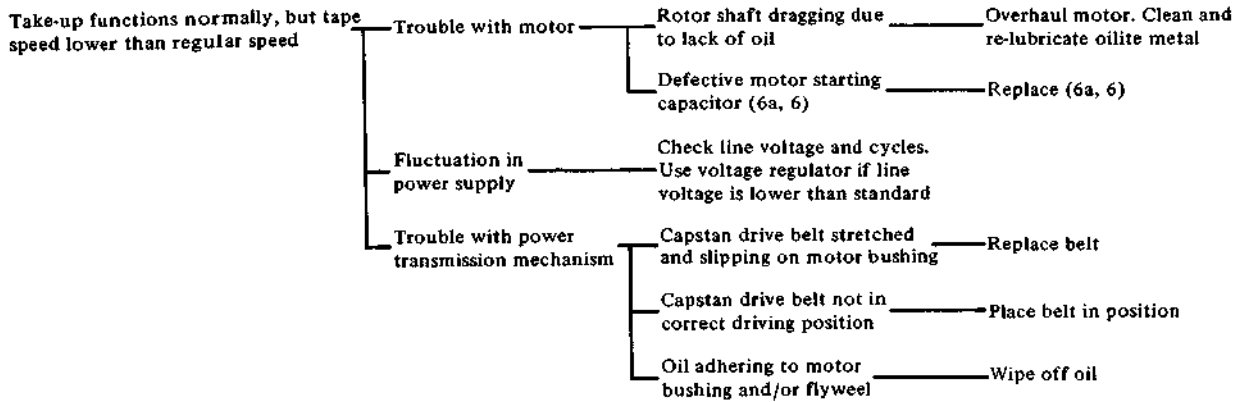 Take-up functions normally, but tape
speed lower than regular speed
Trouble with motor
Rotor shaft dragging due
to lack of oil
Overhaul motor. Clean and
re-lubricate oilite metal
Defective motor starting
capacitor (6a, 6)
Replace (6a, 6)
Fluctuation in
power supply
Check line voltage and cycles.
Use voltage regulator if line
voltage is lower than standard
Trouble with power
transmission mechanism
Capstan drive belt stretched
and slipping on motor bushing
Replace belt
Capstan drive belt not in
correct driving position
Place belt in position
Oil adhering to motor
bushing and/or flyweel
Wipe off oil